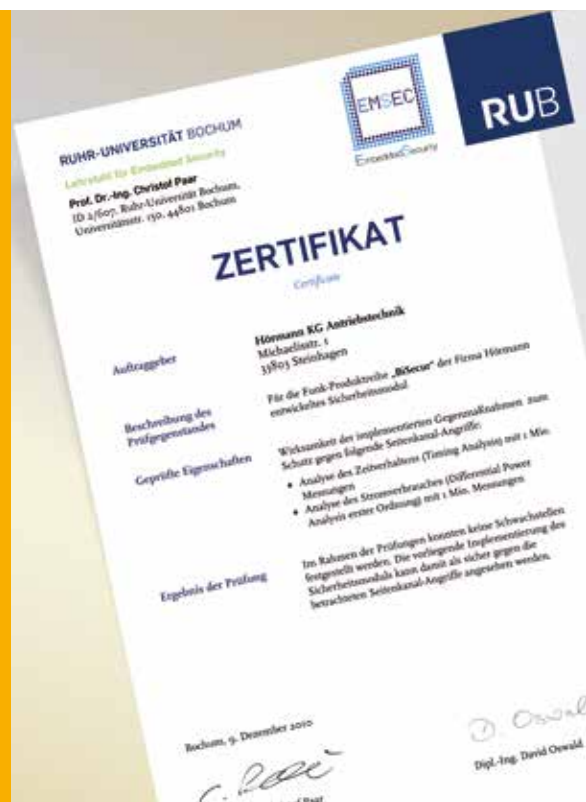 RUHR-UNIVERSITÄT BOCHUM
Lehrstuhl für Embedded Security
Prof. Dr.-Ing. Christof Paar
ID 2/607, Ruhr-Universität Bochum,
Universitätsstr. 150, 44801 Bochum
EMSEC
EmbeddedSecurity
RUB
ZERTIFIKAT
Certificate
Auftraggeber
Hörmann KG Antriebstechnik
Michaelisstr. 1
33803 Steinhagen
Beschreibung des
Prüfgegenstandes
Für die Funk-Produktreihe „BiSecur“ der Firma Hörmann
entwickeltes Sicherheitsmodul
Geprüfte Eigenschaften
Wirksamkeit der implementierten Gegenmaßnahmen zum
Schutz gegen folgende Seitenkanal-Angriffe:
• Analyse des Zeitverhaltens (Timing Analysis) mit 1 Mio.
Messungen
• Analyse des Stromverbrauches (Differential Power
Analysis erster Ordnung) mit 1 Mio. Messungen
Ergebnis der Prüfung
Im Rahmen der Prüfungen konnten keine Schwachstellen
festgestellt werden. Die vorliegende Implementierung des
Sicherheitsmoduls kann damit als sicher gegen die
betrachteten Seitenkanal-Angriffe angesehen werden.
Bochum, 9. Dezember 2010
D. Oswal
Dipl.-Ing. David Oswald
Paar